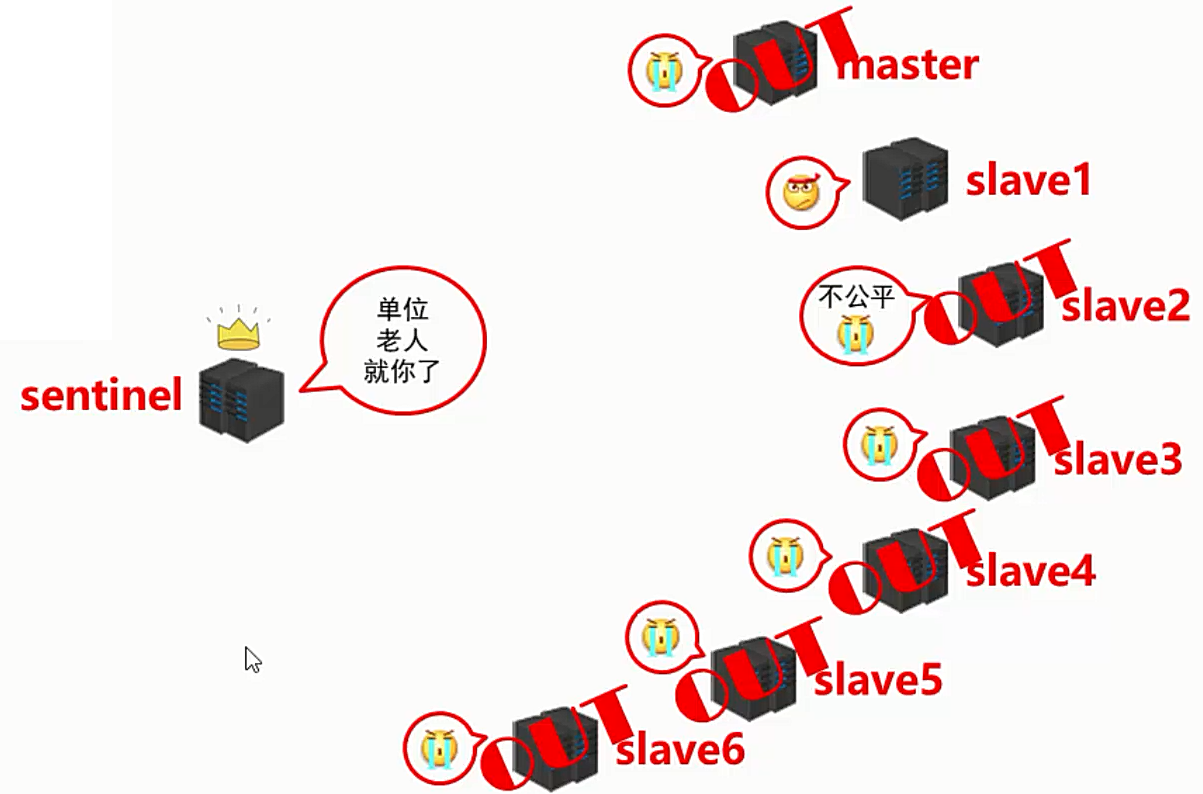 OUT
master
slave1
不公平
OUT
slave2
单位
老人
就你了
sentinel
OUT
slave3
OUT
slave4
OUT
slave5
OUT
slave6